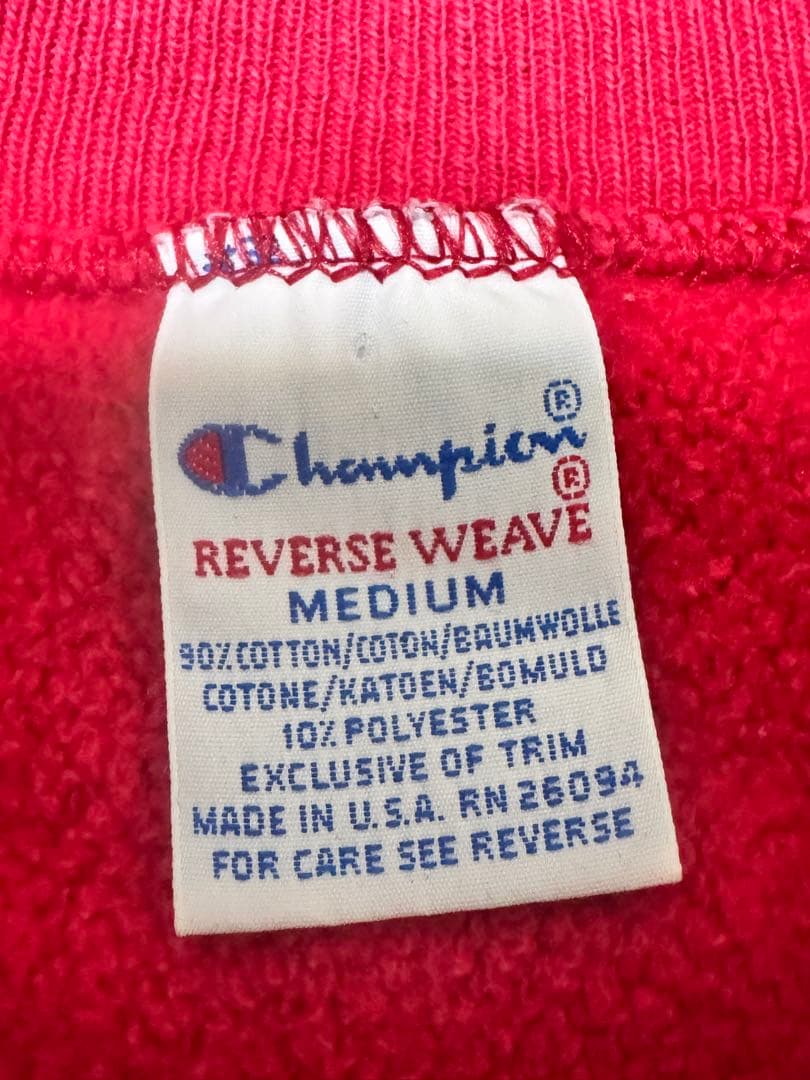 Champion®
REVERSE WEAVE®
MEDIUM
90% COTTON/COTON/BAUMWOLLE
COTONE/KATOEN/BOMULD
10% POLYESTER
EXCLUSIVE OF TRIM
MADE IN U.S.A. RN 26094
FOR CARE SEE REVERSE